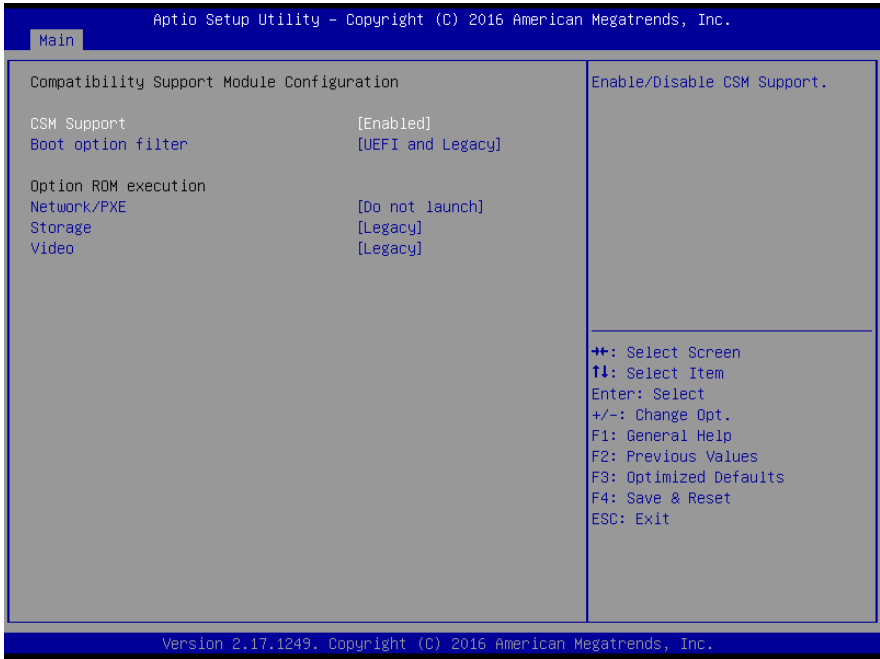 Aptio Setup Utility – Copyright (C) 2016 American Megatrends, Inc.
Main
Compatibility Support Module Configuration
CSM Support [Enabled]
Boot option filter [UEFI and Legacy]
Option ROM execution
Network/PXE [Do not launch]
Storage [Legacy]
Video [Legacy]
Enable/Disable CSM Support.
→←: Select Screen
↑↓: Select Item
Enter: Select
+/-: Change Opt.
F1: General Help
F2: Previous Values
F3: Optimized Defaults
F4: Save & Reset
ESC: Exit
Version 2.17.1249. Copyright (C) 2016 American Megatrends, Inc.